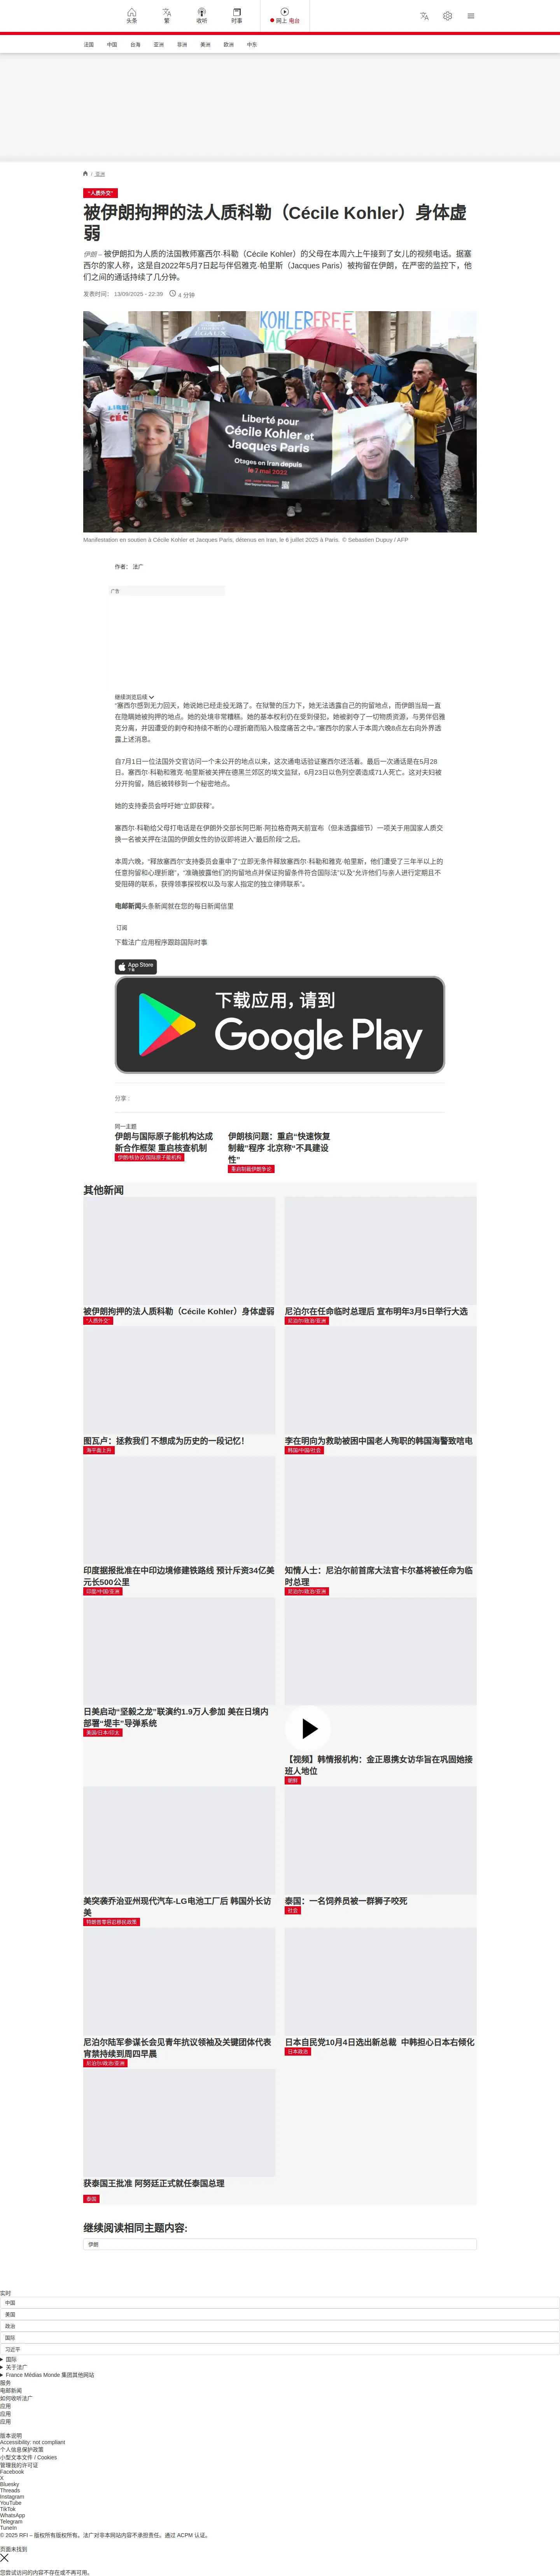 头条
繁
收听
时事
网上 电台
法国
中国
台海
亚洲
非洲
美洲
欧洲
中东
/ 亚洲
“人质外交”
被伊朗拘押的法人质科勒（Cécile Kohler）身体虚
弱
伊朗 – 被伊朗扣为人质的法国教师塞西尔·科勒（Cécile Kohler）的父母在本周六上午接到了女儿的视频电话。据塞
西尔的家人称，这是自2022年5月7日起与伴侣雅克·帕里斯（Jacques Paris）被拘留在伊朗，在严密的监控下，他
们之间的通话持续了几分钟。
发表时间： 13/09/2025 - 22:39
4 分钟
KOHLER FREE
JACQUES
ÉGAUX
Liberté pour
Cécile Kohler et
Jacques Paris
Otages en Iran depuis
le 7 mai 2022
Manifestation en soutien à Cécile Kohler et Jacques Paris, détenus en Iran, le 6 juillet 2025 à Paris. © Sebastien Dupuy / AFP
作者： 法广
广告
继续浏览后续
“塞西尔感到无力回天，她说她已经走投无路了。在狱警的压力下，她无法透露自己的拘留地点，而伊朗当局一直
在隐瞒她被拘押的地点。她的处境非常糟糕。她的基本权利仍在受到侵犯，她被剥夺了一切物质资源，与男伴侣雅
克分离，并因遭受的剥夺和持续不断的心理折磨而陷入极度痛苦之中。”塞西尔的家人于本周六晚8点左右向外界透
露上述消息。
自7月1日一位法国外交官访问一个未公开的地点以来，这次通电话验证塞西尔还活着。最后一次通话是在5月28
日。塞西尔·科勒和雅克·帕里斯被关押在德黑兰郊区的埃文监狱，6月23日以色列空袭造成71人死亡。这对夫妇被
分开拘留，随后被转移到一个秘密地点。
她的支持委员会呼吁她“立即获释”。
塞西尔·科勒给父母打电话是在伊朗外交部长阿巴斯·阿拉格奇两天前宣布（但未透露细节）一项关于用国家人质交
换一名被关押在法国的伊朗女性的协议即将进入“最后阶段”之后。
本周六晚，“释放塞西尔”支持委员会重申了“立即无条件释放塞西尔·科勒和雅克·帕里斯，他们遭受了三年半以上的
任意拘留和心理折磨”，“准确披露他们的拘留地点并保证拘留条件符合国际法”以及“允许他们与亲人进行定期且不
受阻碍的联系，获得领事探视权以及与家人指定的独立律师联系”。
电邮新闻头条新闻就在您的每日新闻信里
订阅
下载法广应用程序跟踪国际时事
App Store
下载
下载应用，请到
Google Play
分享 :
同一主题
伊朗与国际原子能机构达成
新合作框架 重启核查机制
伊朗/核协议/国际原子能机构
伊朗核问题：重启“快速恢复
制裁”程序 北京称“不具建设
性”
重启制裁伊朗争论
其他新闻
被伊朗拘押的法人质科勒（Cécile Kohler）身体虚弱
“人质外交”
尼泊尔在任命临时总理后 宣布明年3月5日举行大选
尼泊尔/政治/亚洲
图瓦卢：拯救我们 不想成为历史的一段记忆！
海平面上升
李在明向为救助被困中国老人殉职的韩国海警致唁电
韩国/中国/社会
印度据报批准在中印边境修建铁路线 预计斥资34亿美
元长500公里
印度/中国/亚洲
知情人士：尼泊尔前首席大法官卡尔基将被任命为临
时总理
尼泊尔/政治/亚洲
日美启动“坚毅之龙”联演约1.9万人参加 美在日境内
部署“堤丰”导弹系统
美国/日本/印太
【视频】韩情报机构：金正恩携女访华旨在巩固她接
班人地位
朝鲜
美突袭乔治亚州现代汽车-LG电池工厂后 韩国外长访
美
特朗普零容忍移民政策
泰国：一名饲养员被一群狮子咬死
社会
尼泊尔陆军参谋长会见青年抗议领袖及关键团体代表
宵禁持续到周四早晨
尼泊尔/政治/亚洲
日本自民党10月4日选出新总裁 中韩担心日本右倾化
日本政治
获泰国王批准 阿努廷正式就任泰国总理
泰国
继续阅读相同主题内容:
伊朗
实时
中国
美国
政治
国际
习近平
国际
关于法广
France Médias Monde 集团其他网站
服务
电邮新闻
如何收听法广
应用
应用
应用
版本说明
Accessibility: not compliant
个人信息保护政策
小型文本文件 / Cookies
管理我的许可证
Facebook
X
Bluesky
Threads
Instagram
YouTube
TikTok
WhatsApp
Telegram
TuneIn
© 2025 RFI – 版权所有版权所有。法广对非本网站内容不承担责任。通过 ACPM 认证。
页面未找到
您尝试访问的内容不存在或不再可用。